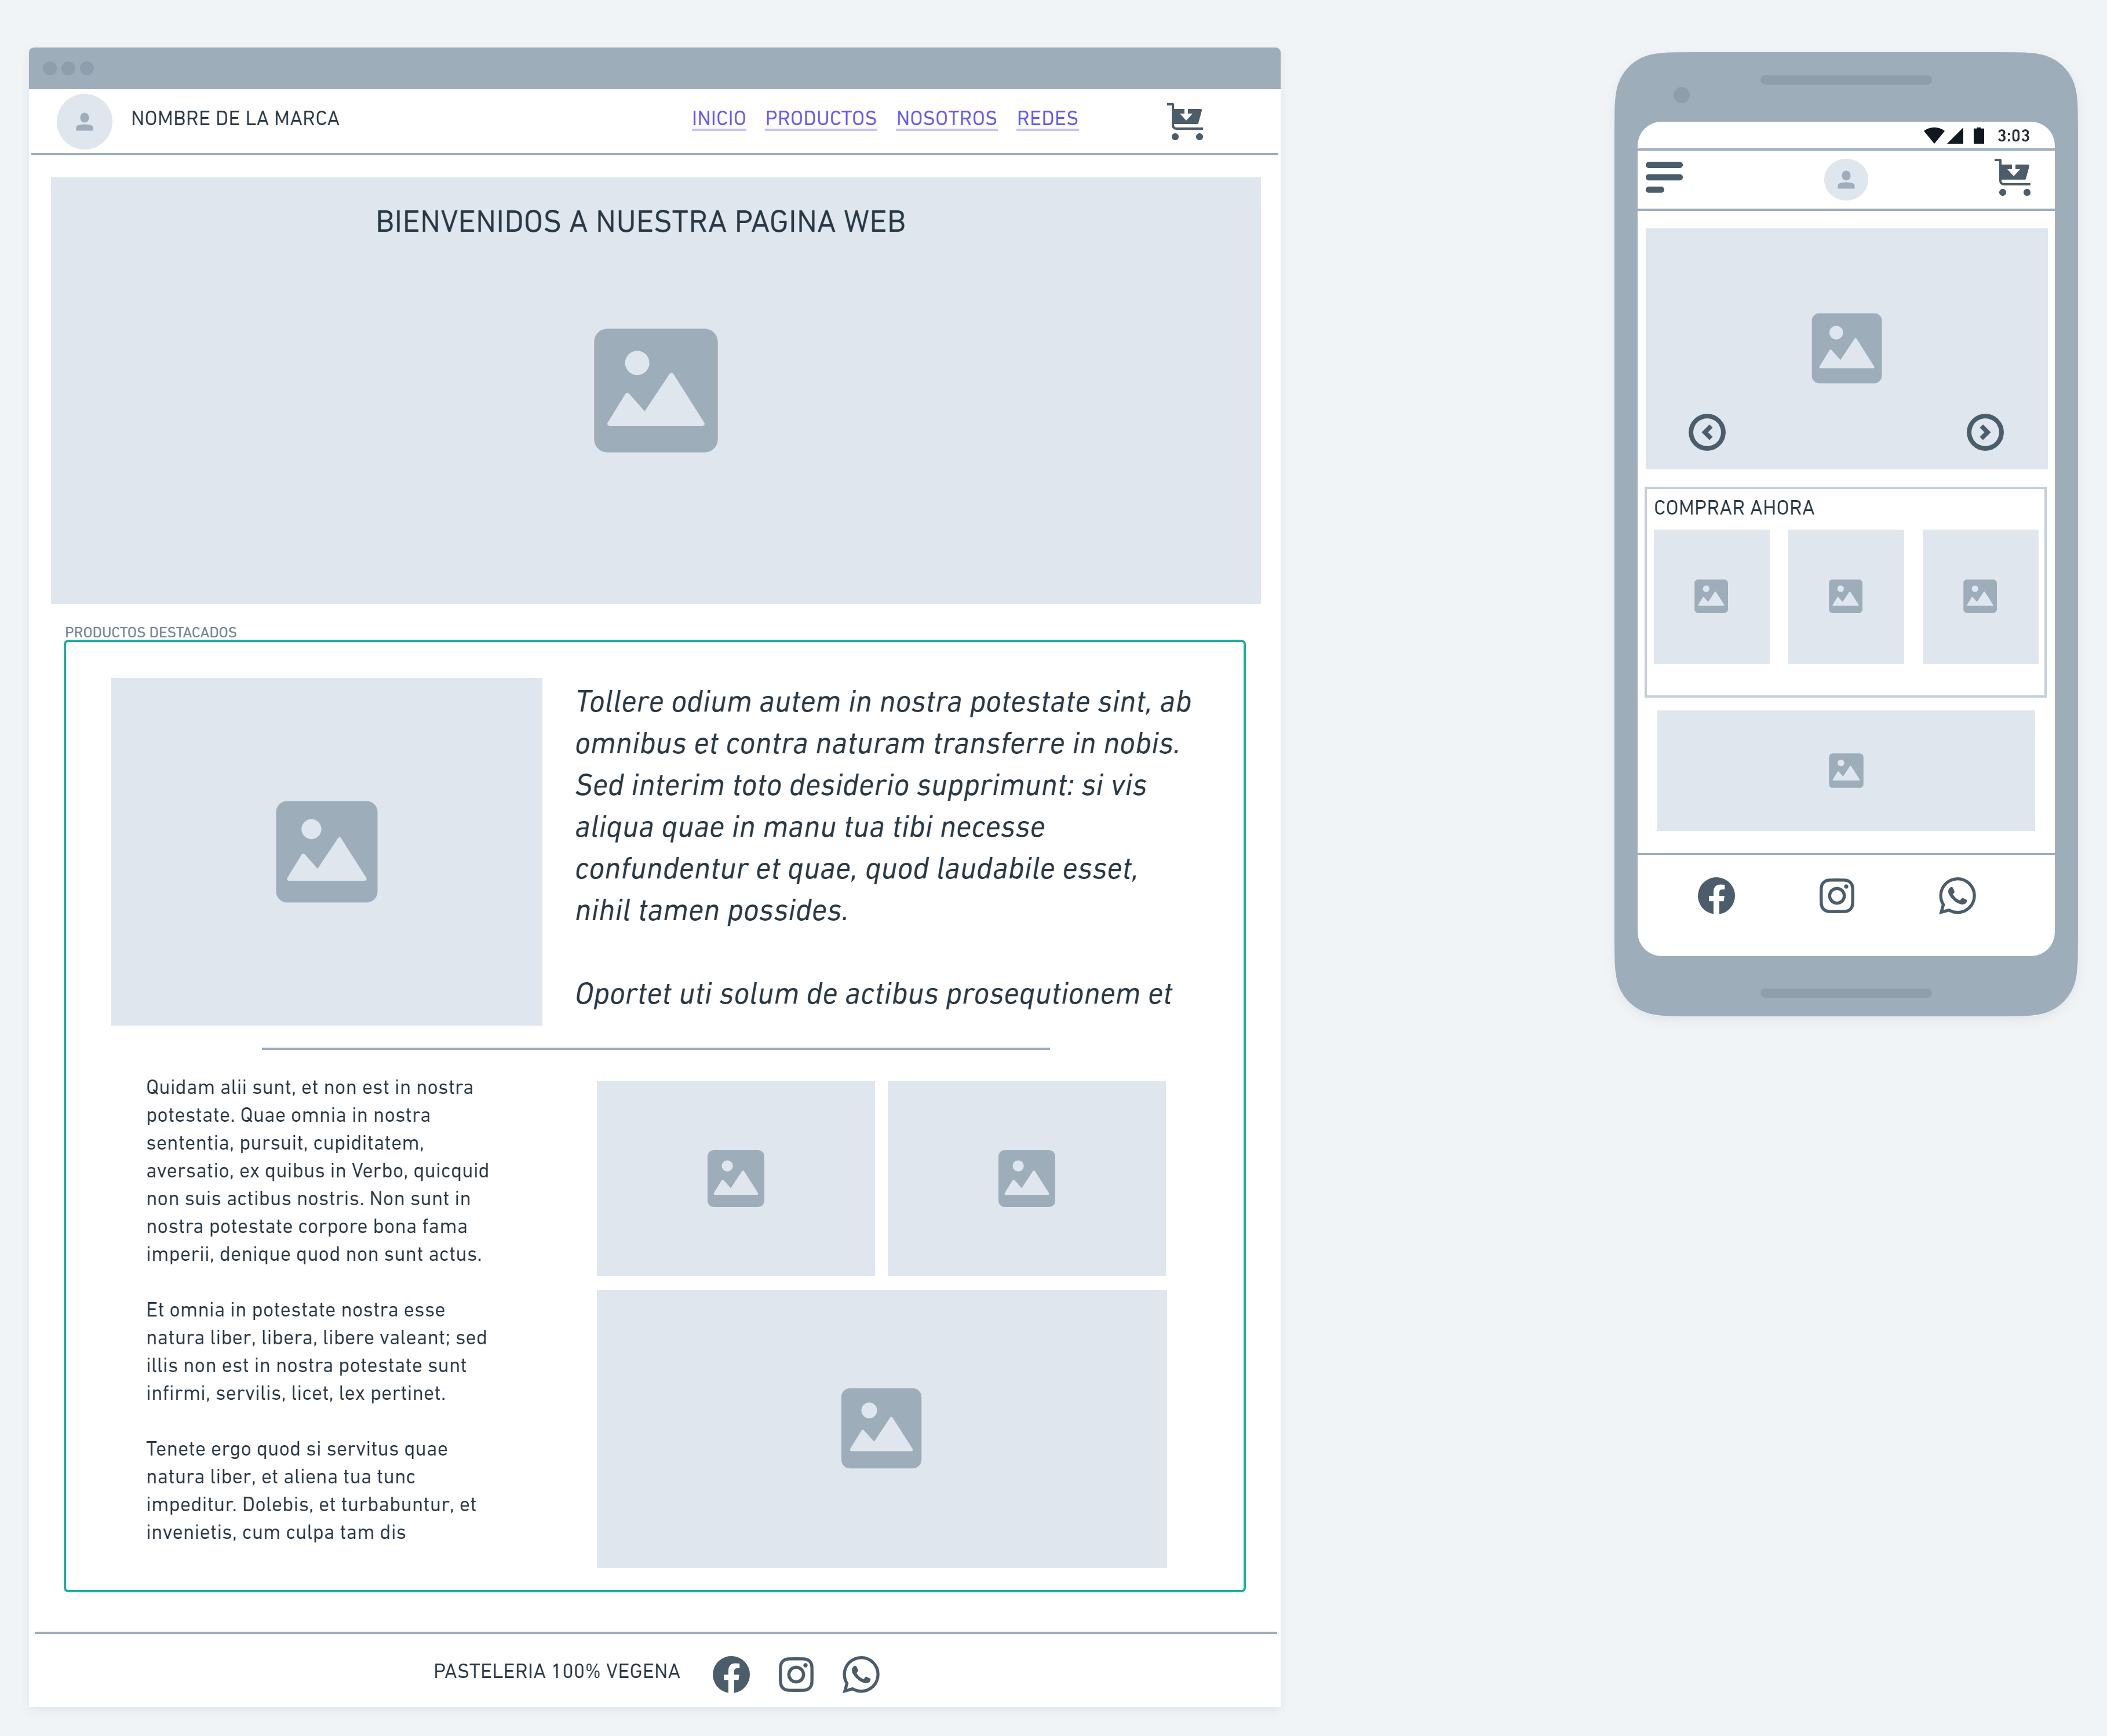 NOMBRE DE LA MARCA
INICIO PRODUCTOS NOSOTROS REDES
BIENVENIDOS A NUESTRA PAGINA WEB
PRODUCTOS DESTACADOS
Tollere odium autem in nostra potestate sint, ab
omnibus et contra naturam transferre in nobis.
Sed interim toto desiderio supprimunt: si vis
aliqua quae in manu tua tibi necesse
confundentur et quae, quod laudabile esset,
nihil tamen possides.
Oportet uti solum de actibus prosequtionem et
Quidam alii sunt, et non est in nostra
potestate. Quae omnia in nostra
sententia, pursuit, cupiditatem,
aversatio, ex quibus in Verbo, quicquid
non suis actibus nostris. Non sunt in
nostra potestate corpore bona fama
imperii, denique quod non sunt actus.
Et omnia in potestate nostra esse
natura liber, libera, libere valeant; sed
illis non est in nostra potestate sunt
infirmi, servilis, licet, lex pertinet.
Tenete ergo quod si servitus quae
natura liber, et aliena tua tunc
impeditur. Dolebis, et turbabuntur, et
invenietis, cum culpa tam dis
PASTELERIA 100% VEGENA
3:03
COMPRAR AHORA